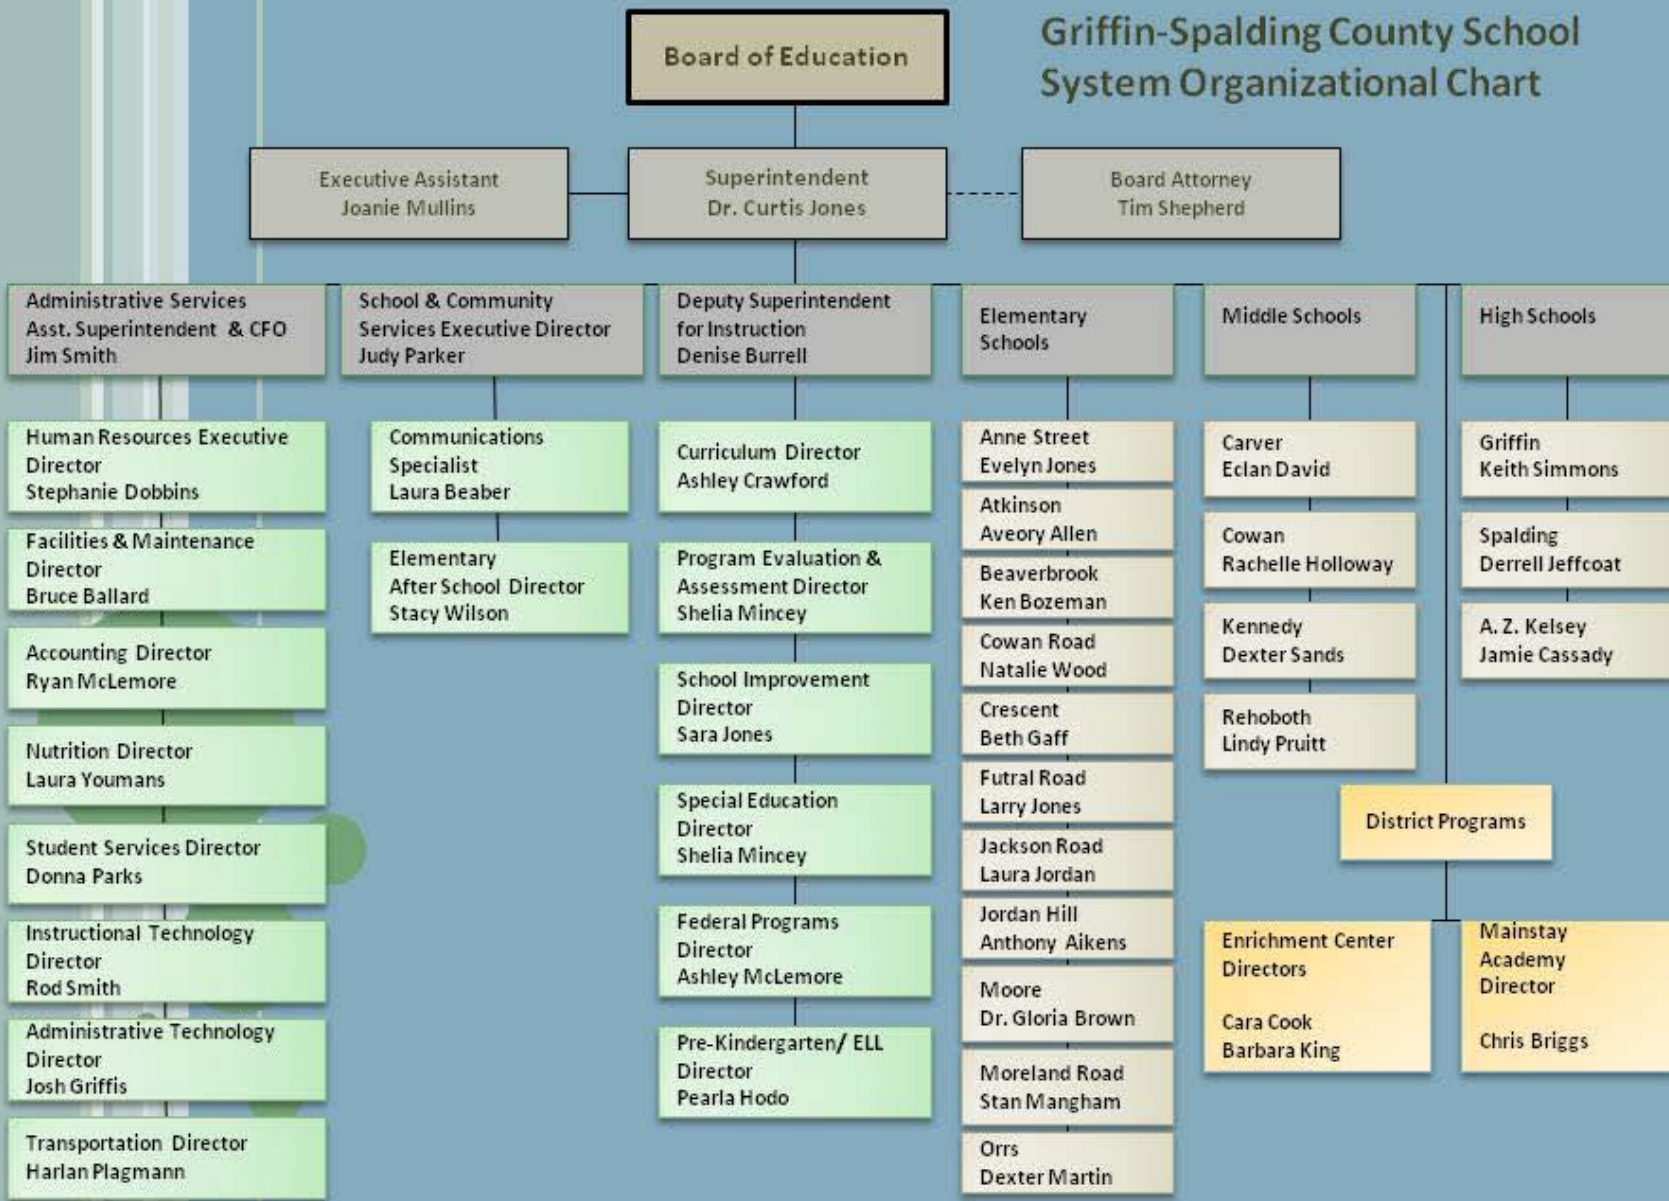 Griffin-Spalding County School
System Organizational Chart
Board of Education
Executive Assistant
Joanie Mullins
Superintendent
Dr. Curtis Jones
Board Attorney
Tim Shepherd
Administrative Services
Asst. Superintendent & CFO
Jim Smith
Human Resources Executive
Director
Stephanie Dobbins
Facilities & Maintenance
Director
Bruce Ballard
Accounting Director
Ryan McLemore
Nutrition Director
Laura Youmans
Student Services Director
Donna Parks
Instructional Technology
Director
Rod Smith
Administrative Technology
Director
Josh Griffis
Transportation Director
Harlan Plagmann
School & Community
Services Executive Director
Judy Parker
Communications
Specialist
Laura Beaber
Elementary
After School Director
Stacy Wilson
Deputy Superintendent
for Instruction
Denise Burrell
Curriculum Director
Ashley Crawford
Program Evaluation &
Assessment Director
Shelia Mincey
School Improvement
Director
Sara Jones
Special Education
Director
Shelia Mincey
Federal Programs
Director
Ashley McLemore
Pre-Kindergarten/ ELL
Director
Pearla Hodo
Elementary
Schools
Anne Street
Evelyn Jones
Atkinson
Aveory Allen
Beaverbrook
Ken Bozeman
Cowan Road
Natalie Wood
Crescent
Beth Gaff
Futral Road
Larry Jones
Jackson Road
Laura Jordan
Jordan Hill
Anthony Aikens
Moore
Dr. Gloria Brown
Moreland Road
Stan Mangham
Orrs
Dexter Martin
Middle Schools
Carver
Eclan David
Cowan
Rachelle Holloway
Kennedy
Dexter Sands
Rehoboth
Lindy Pruitt
High Schools
Griffin
Keith Simmons
Spalding
Derrell Jeffcoat
A. Z. Kelsey
Jamie Cassady
District Programs
Enrichment Center
Directors
Cara Cook
Barbara King
Mainstay
Academy
Director
Chris Briggs